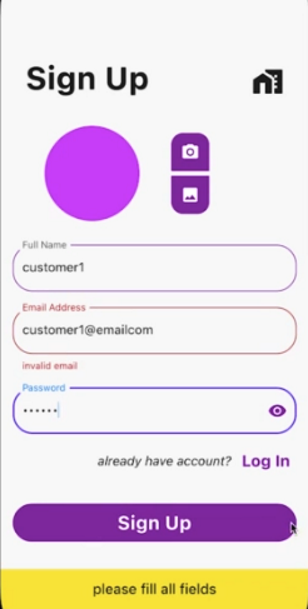 Sign Up
Full Name
customer1
Email Address
customer1@emailcom
invalid email
Password
••••••
already have account? Log In
Sign Up
please fill all fields